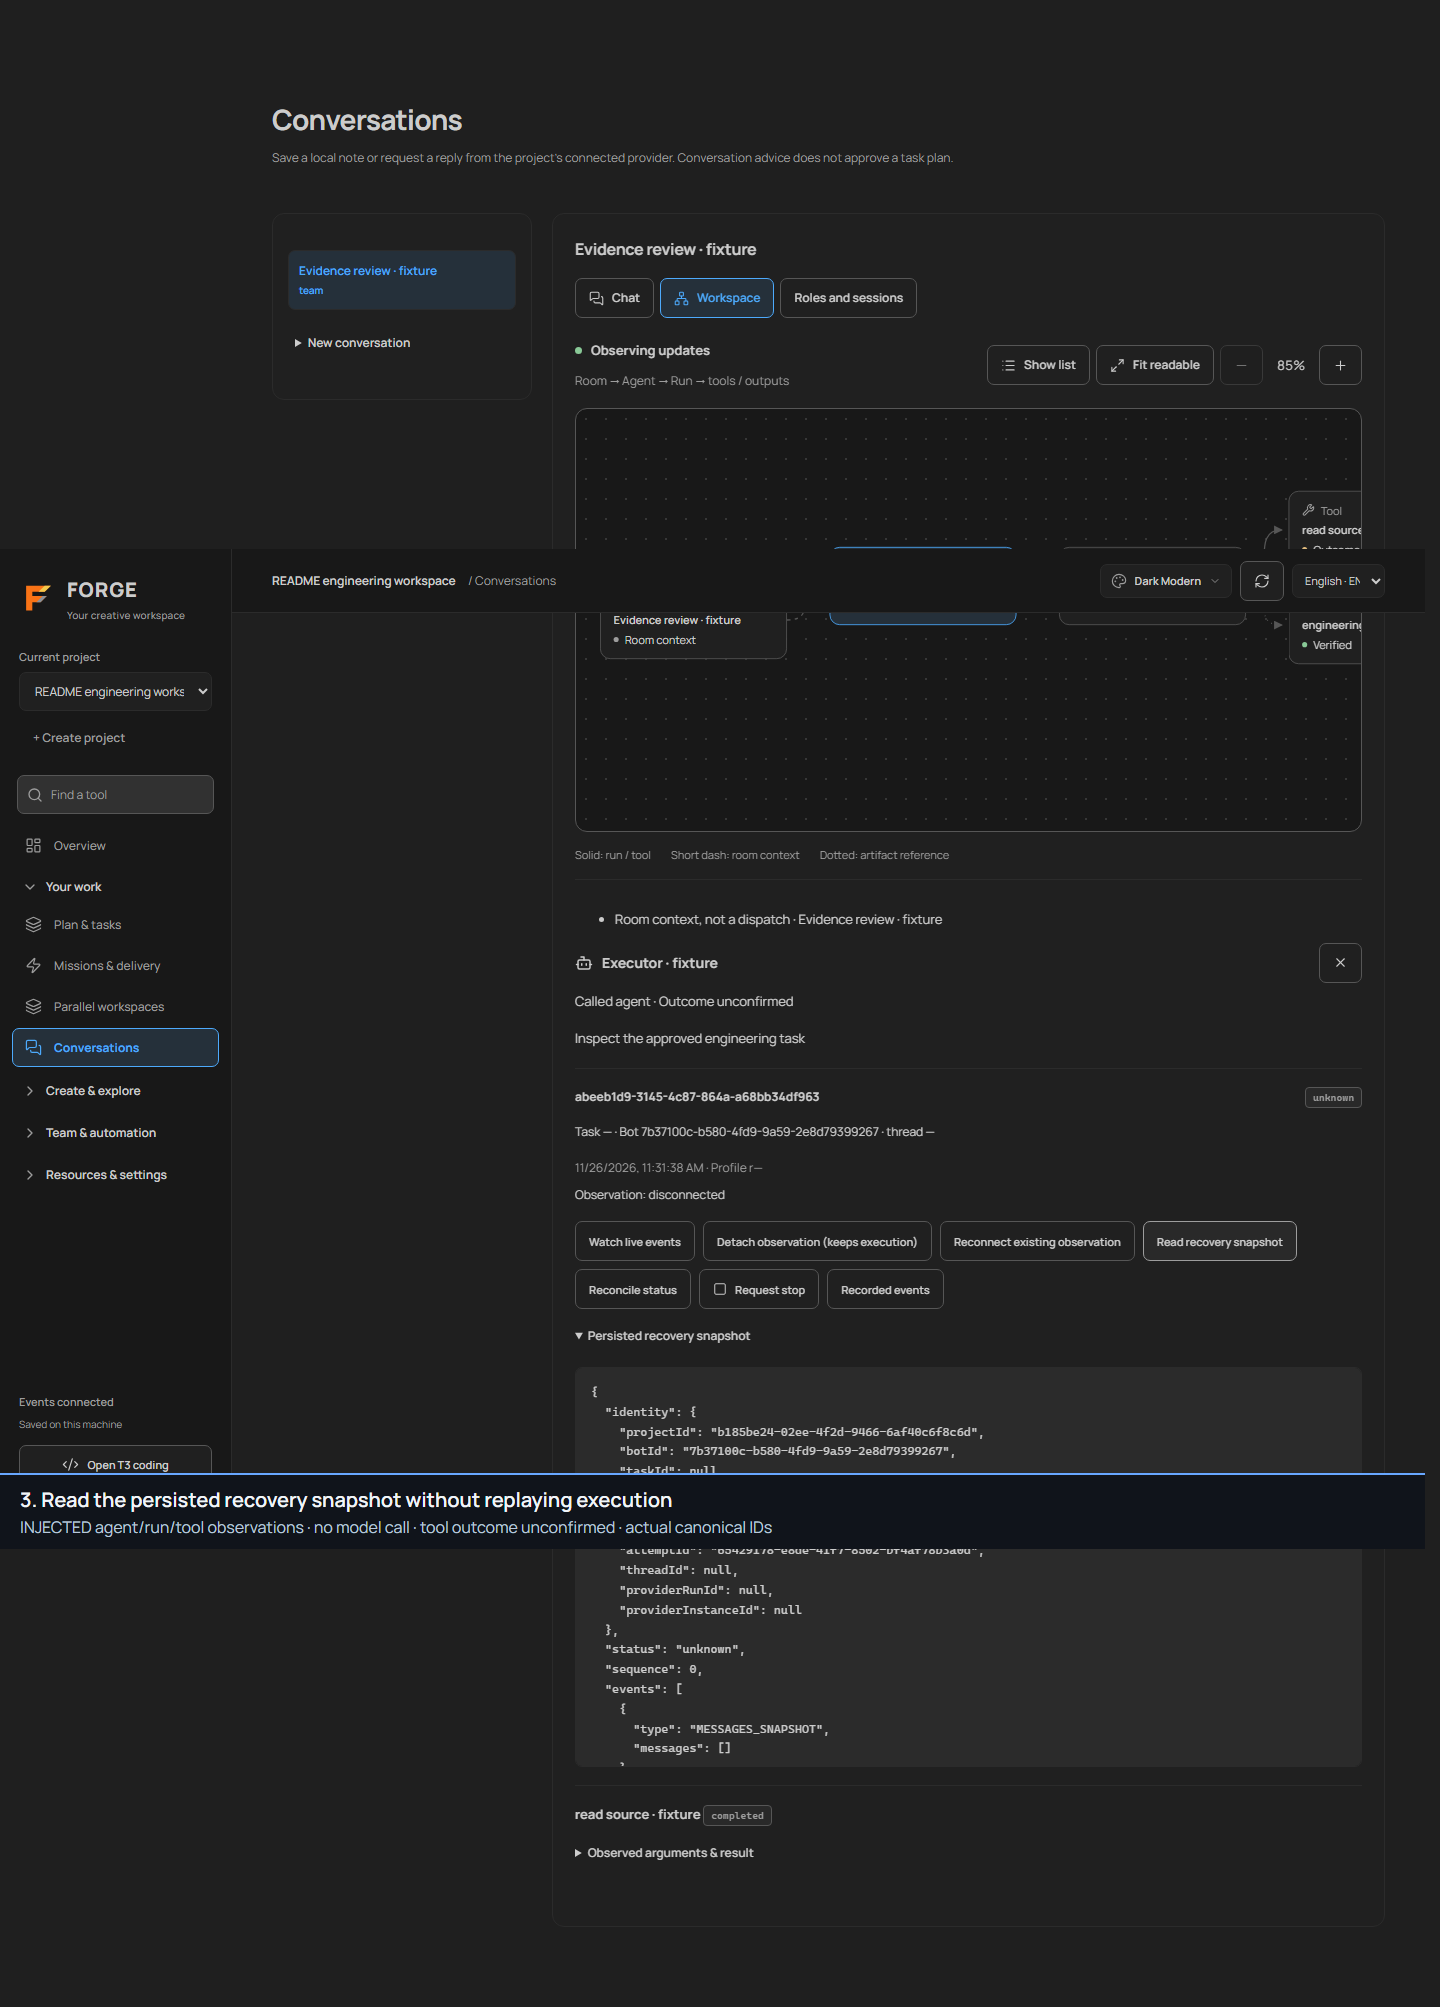 Conversations
Save a local note or request a reply from the project's connected provider. Conversation advice does not approve a task plan.
Evidence review · fixture
team
New conversation
Evidence review · fixture
Chat
Workspace
Roles and sessions
Observing updates
Room → Agent → Run → tools / outputs
Show list
Fit readable
85%
Tool
read source
FORGE
Your creative workspace
README engineering workspace / Conversations
Dark Modern
English · EN
Evidence review · fixture
Room context
engineering
Verified
Current project
README engineering works
+ Create project
Find a tool
Overview
Your work
Plan & tasks
Missions & delivery
Parallel workspaces
Conversations
Create & explore
Team & automation
Resources & settings
Events connected
Saved on this machine
Open T3 coding
Solid: run / tool
Short dash: room context
Dotted: artifact reference
Room context, not a dispatch · Evidence review · fixture
Executor · fixture
Called agent · Outcome unconfirmed
Inspect the approved engineering task
abeeb1d9-3145-4c87-864a-a68bb34df963
unknown
Task — · Bot 7b37100c-b580-4fd9-9a59-2e8d79399267 · thread —
11/26/2026, 11:31:38 AM · Profile r—
Observation: disconnected
Watch live events
Detach observation (keeps execution)
Reconnect existing observation
Read recovery snapshot
Reconcile status
Request stop
Recorded events
Persisted recovery snapshot
{
"identity": {
"projectId": "b185be24-02ee-4f2d-9466-6af40c6f8c6d",
"botId": "7b37100c-b580-4fd9-9a59-2e8d79399267",
"taskId": null
3. Read the persisted recovery snapshot without replaying execution
INJECTED agent/run/tool observations · no model call · tool outcome unconfirmed · actual canonical IDs
"threadId": null,
"providerRunId": null,
"providerInstanceId": null
},
"status": "unknown",
"sequence": 0,
"events": [
{
"type": "MESSAGES_SNAPSHOT",
"messages": []
read source · fixture
completed
Observed arguments & result